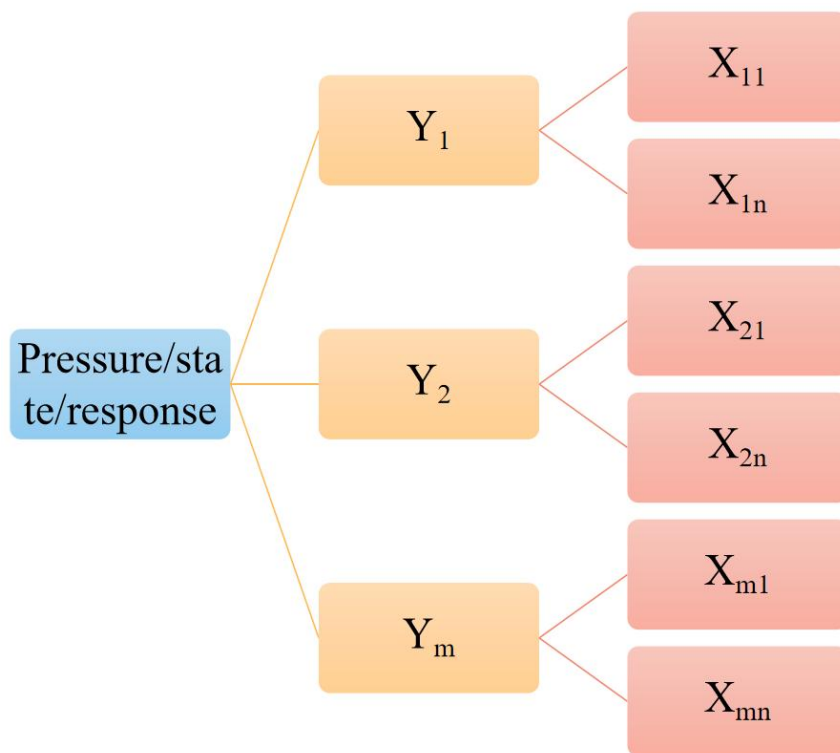 X₁₁
Y₁
X₁ₙ
X₂₁
Pressure/sta
te/response
Y₂
X₂ₙ
Xₘ₁
Yₘ
Xₘₙ